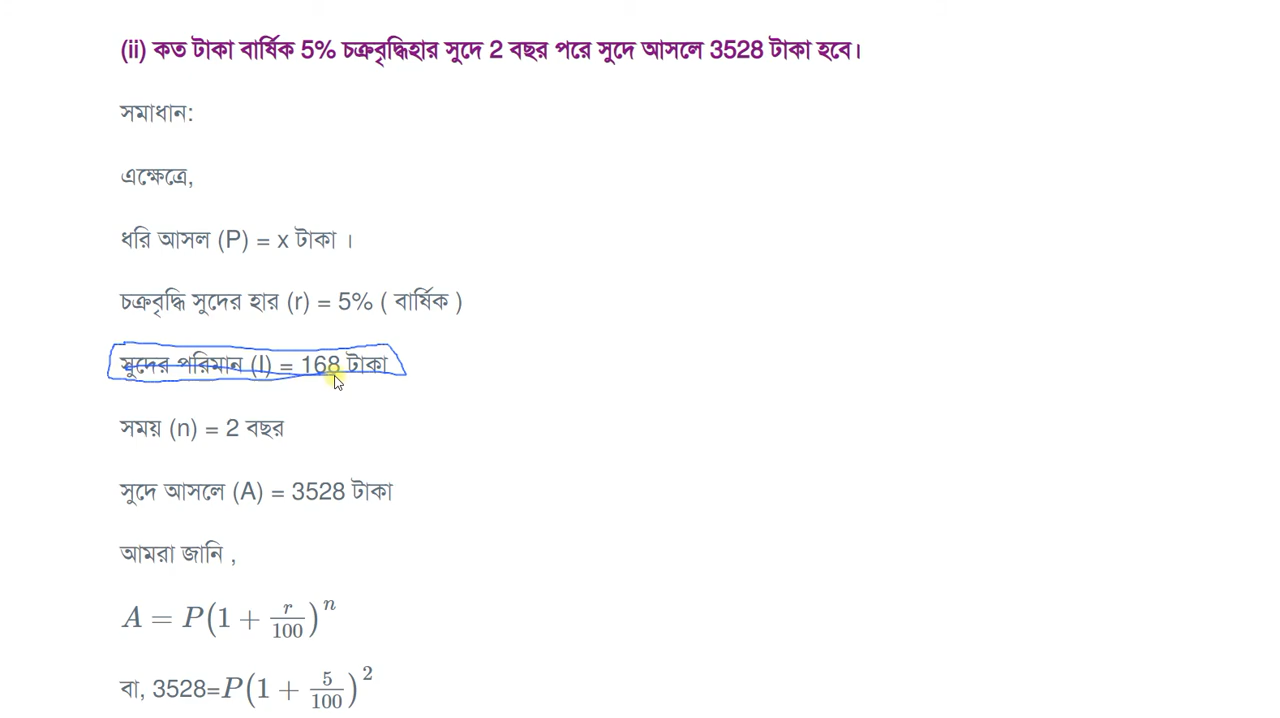 (ii) কত টাকা বার্ষিক 5% চক্রবৃদ্ধিহার সুদে 2 বছর পরে সুদে আসলে 3528 টাকা হবে।
সমাধান:
এক্ষেত্রে,
ধরি আসল (P) = x টাকা ।
চক্রবৃদ্ধি সুদের হার (r) = 5% ( বার্ষিক )
সুদের পরিমান (I) = 168 টাকা
সময় (n) = 2 বছর
সুদে আসলে (A) = 3528 টাকা
আমরা জানি ,
A = P(1 + r/100)^n
বা, 3528=P(1 + 5/100)^2